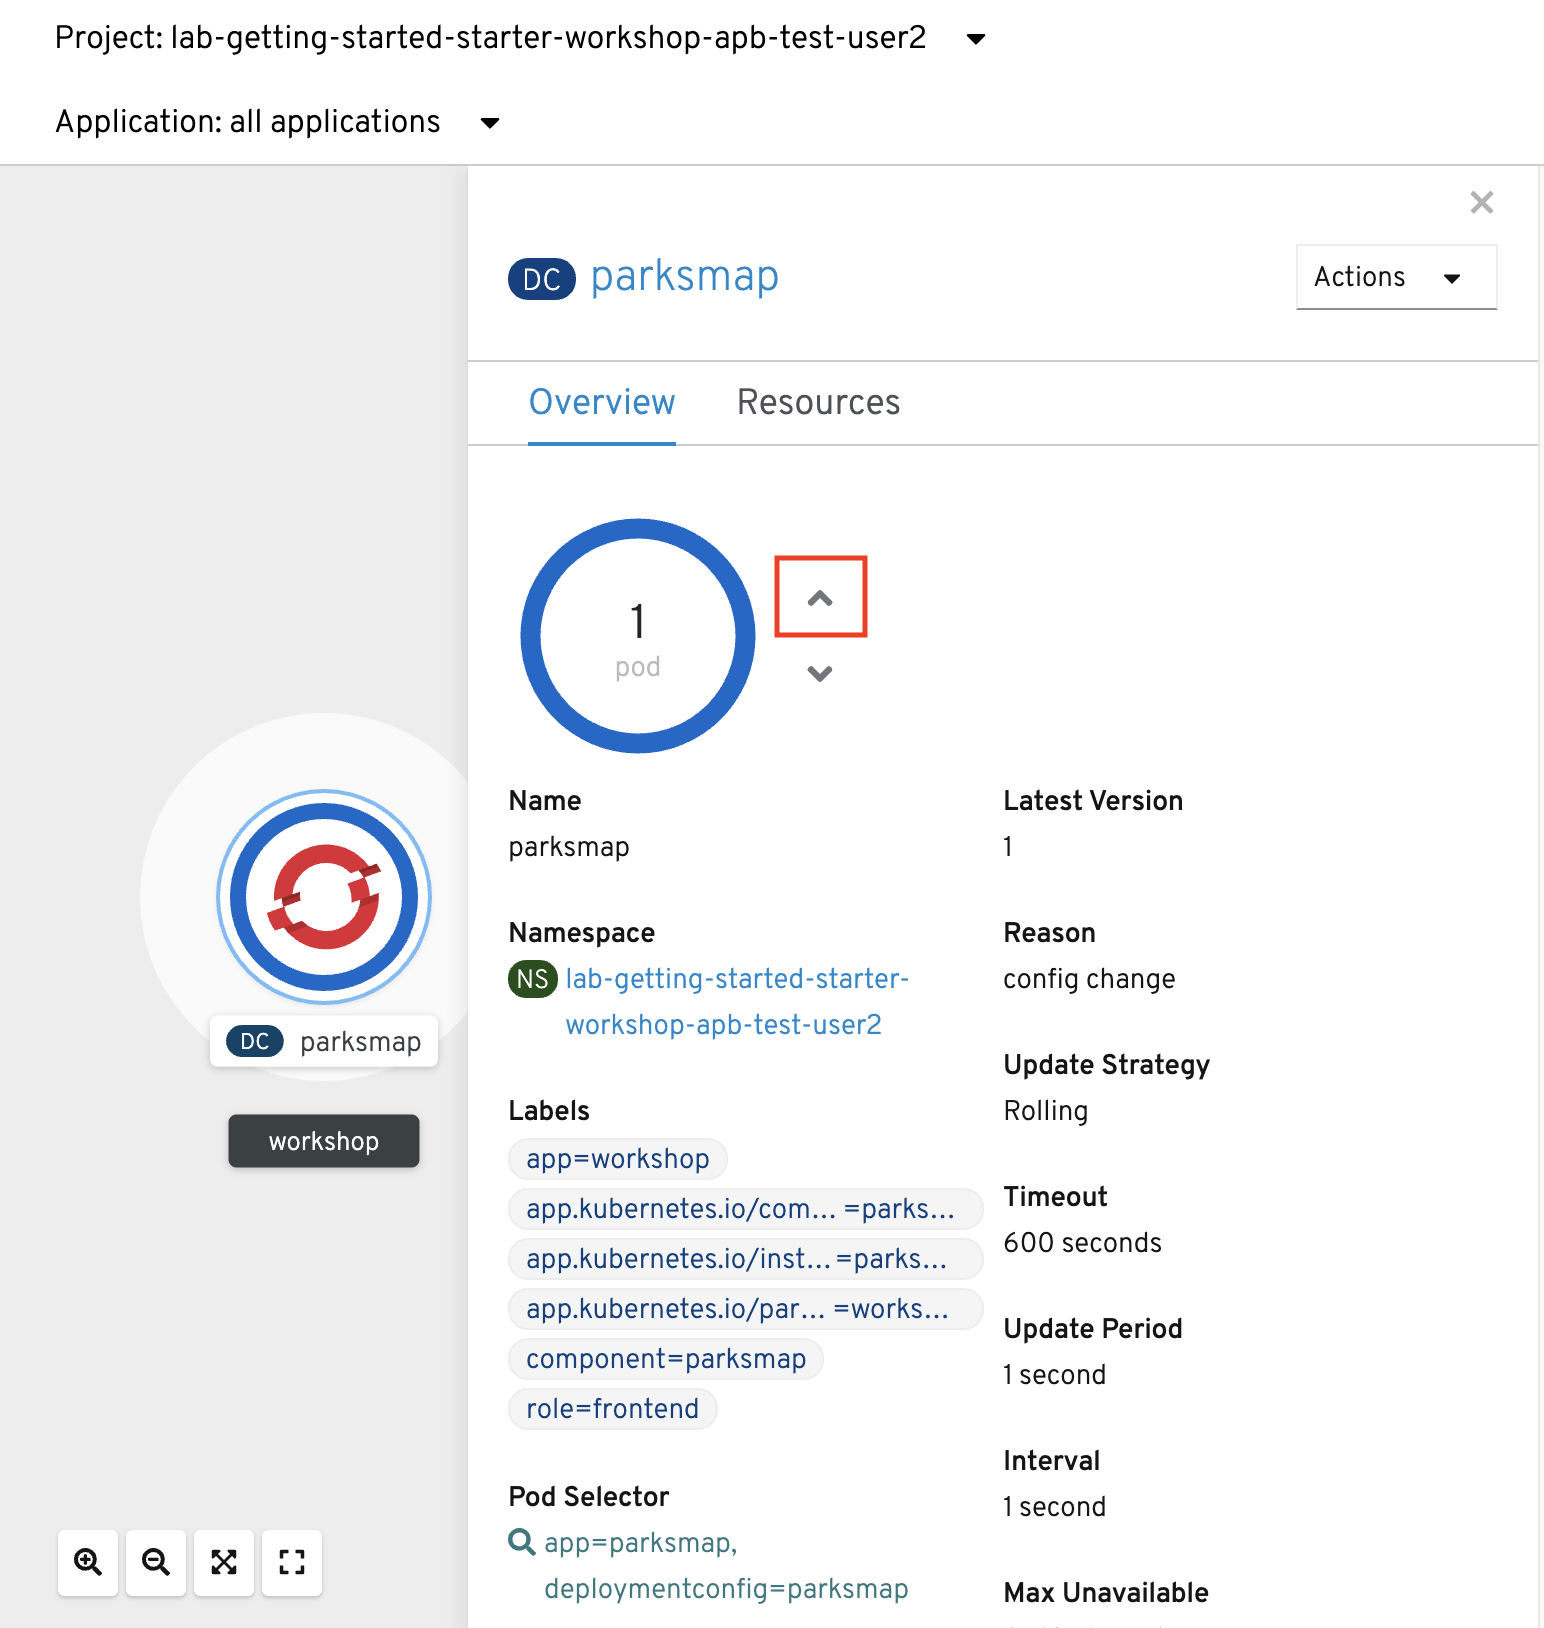 Project: lab-getting-started-starter-workshop-apb-test-user2
Application: all applications
DC parksmap
Actions
Overview
Resources
1
pod
Name
parksmap
Namespace
NS lab-getting-started-starter-
workshop-apb-test-user2
Labels
app=workshop
app.kubernetes.io/com... =parks...
app.kubernetes.io/inst... =parks...
app.kubernetes.io/par... =works...
component=parksmap
role=frontend
Pod Selector
app=parksmap,
deploymentconfig=parksmap
Latest Version
1
Reason
config change
Update Strategy
Rolling
Timeout
600 seconds
Update Period
1 second
Interval
1 second
Max Unavailable
DC parksmap
workshop